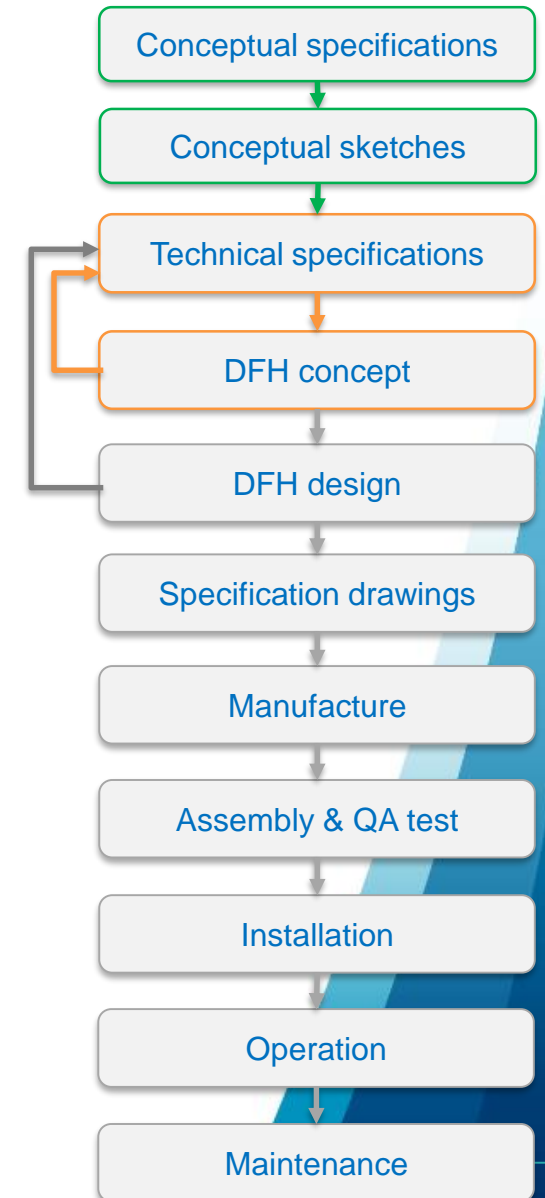 Conceptual specifications
Conceptual sketches
Technical specifications
DFH concept
DFH design
Specification drawings
Manufacture
Assembly & QA test
Installation
Operation
Maintenance